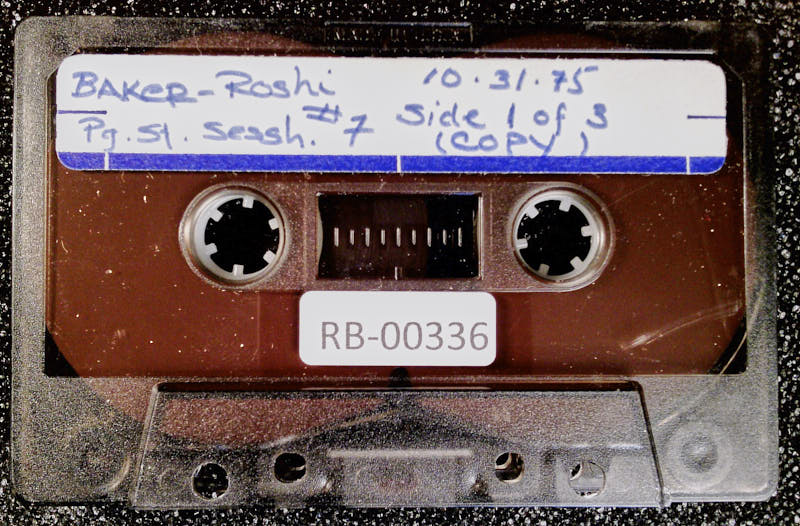 BAKER-ROSHI 10.31.75
Pg. St. Sessh. #7 Side 1 of 3
(COPY)
RB-00336